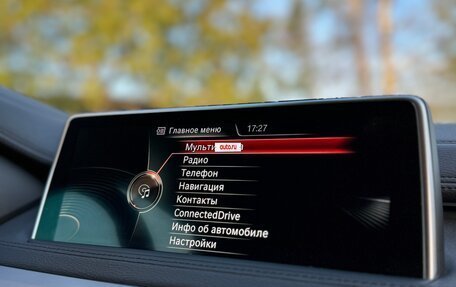 Главное меню 17:27
Мульти
auto.ru
Радио
Телефон
Навигация
Контакты
ConnectedDrive
Инфо об автомобиле
Настройки